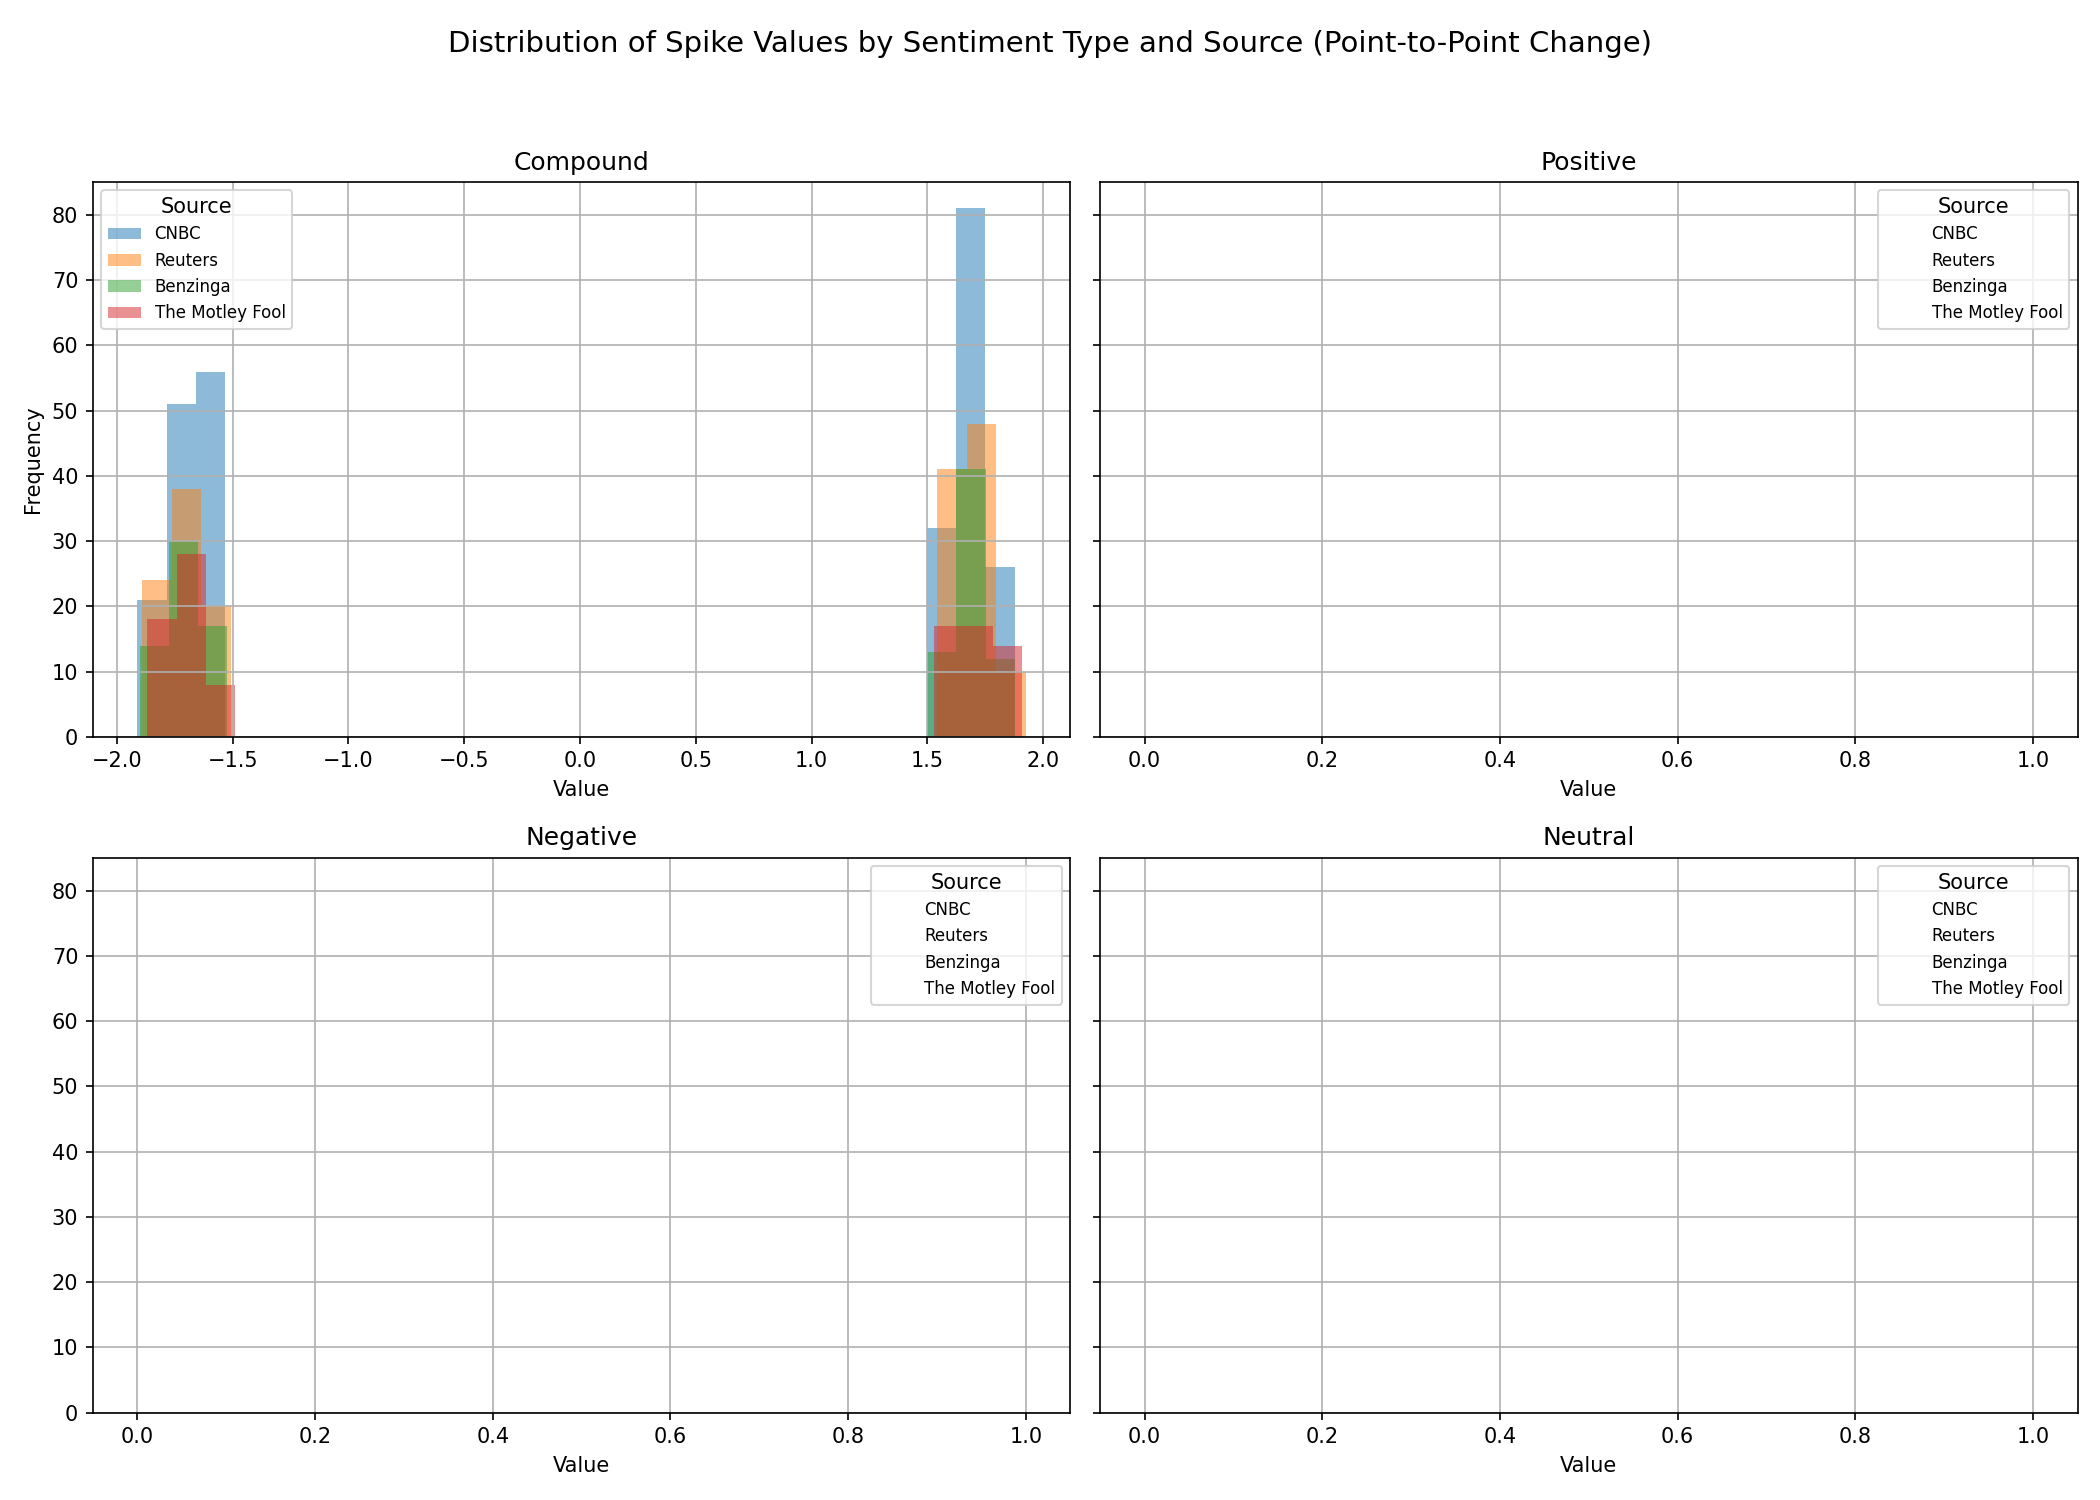 Distribution of Spike Values by Sentiment Type and Source (Point-to-Point Change)
Compound
Source
CNBC
Reuters
Benzinga
The Motley Fool
Frequency
80
70
60
50
40
30
20
10
0
−2.0 −1.5 −1.0 −0.5 0.0 0.5 1.0 1.5 2.0
Value
Positive
Source
CNBC
Reuters
Benzinga
The Motley Fool
0.0 0.2 0.4 0.6 0.8 1.0
Value
Negative
Source
CNBC
Reuters
Benzinga
The Motley Fool
80
70
60
50
40
30
20
10
0
0.0 0.2 0.4 0.6 0.8 1.0
Value
Neutral
Source
CNBC
Reuters
Benzinga
The Motley Fool
0.0 0.2 0.4 0.6 0.8 1.0
Value